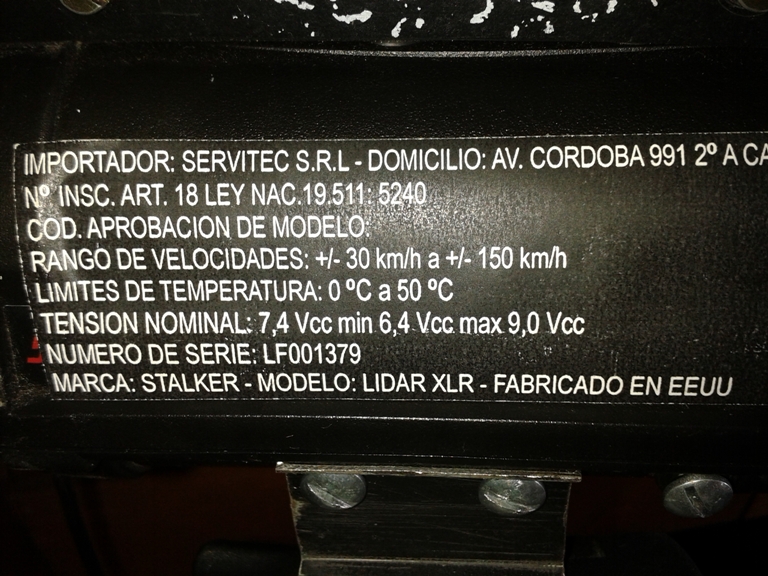 IMPORTADOR: SERVITEC S.R.L - DOMICILIO: AV. CORDOBA 991 2º A CA
Nº INSC. ART. 18 LEY NAC.19.511: 5240
COD. APROBACION DE MODELO:
RANGO DE VELOCIDADES: +/- 30 km/h a +/- 150 km/h
LIMITES DE TEMPERATURA: 0 ºC a 50 ºC
TENSION NOMINAL: 7,4 Vcc min 6,4 Vcc max 9,0 Vcc
NUMERO DE SERIE: LF001379
MARCA: STALKER - MODELO: LIDAR XLR - FABRICADO EN EEUU